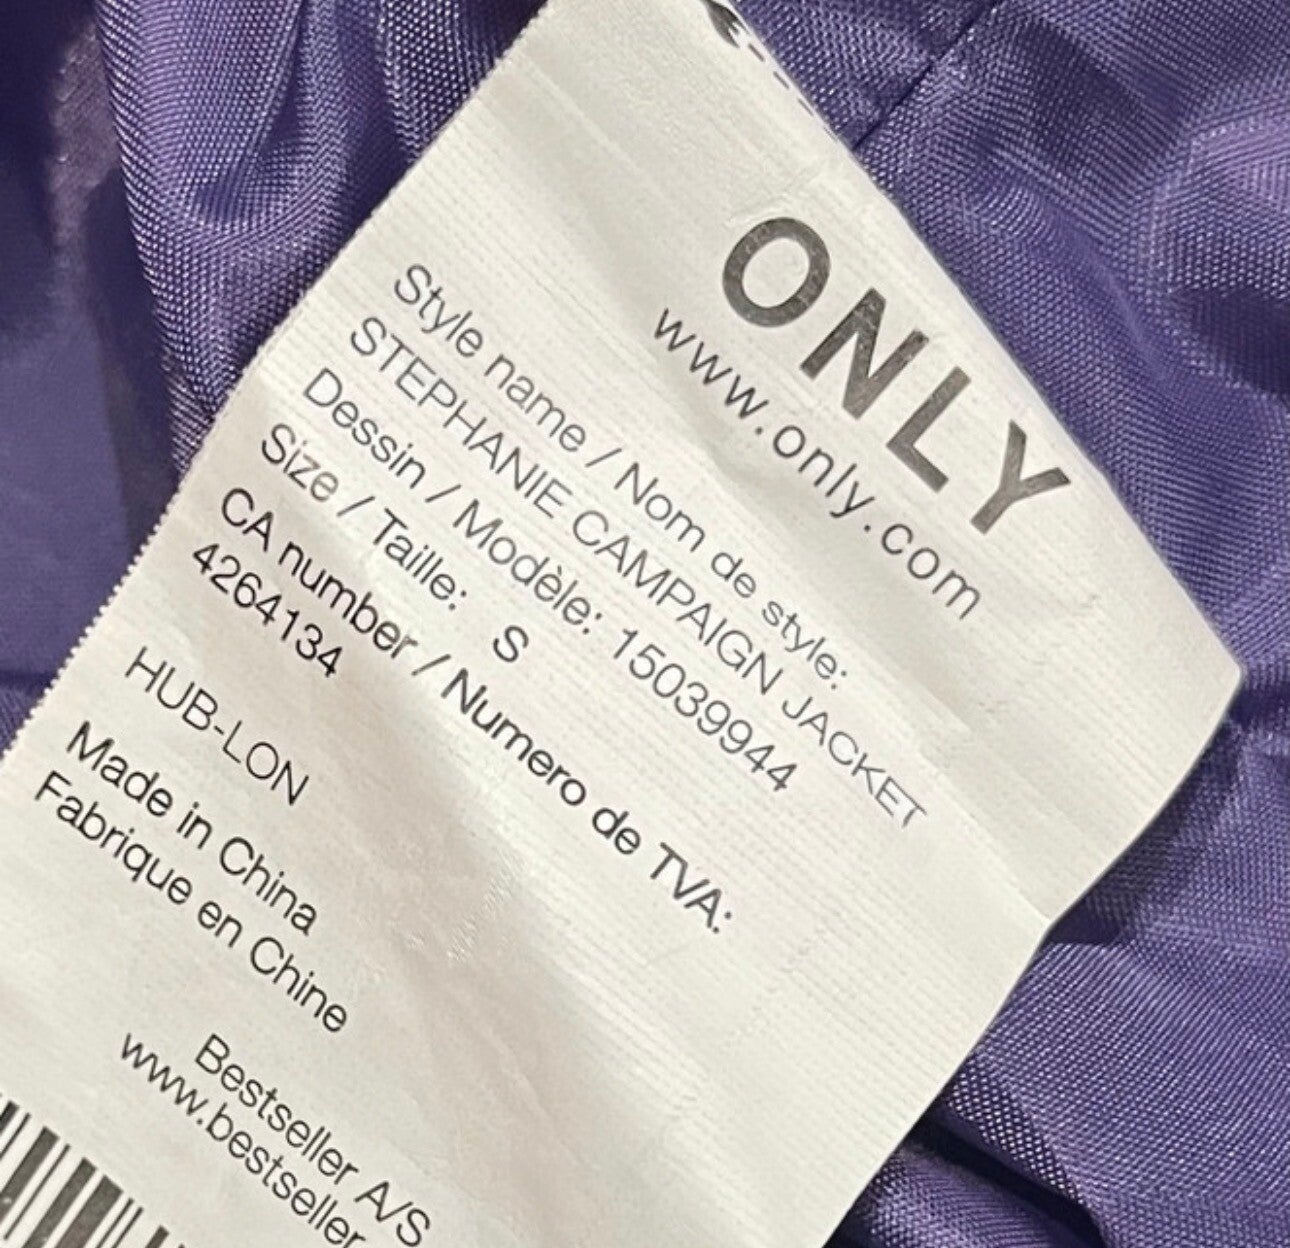 ONLY
www.only.com
Style name / Nom de style:
STEPHANIE CAMPAIGN JACKET
Dessin / Modèle: 15039944
Size / Taille: S
CA number / Numero de TVA:
4264134
HUB-LON
Made in China
Fabrique en Chine
Bestseller A/S
www.bestseller